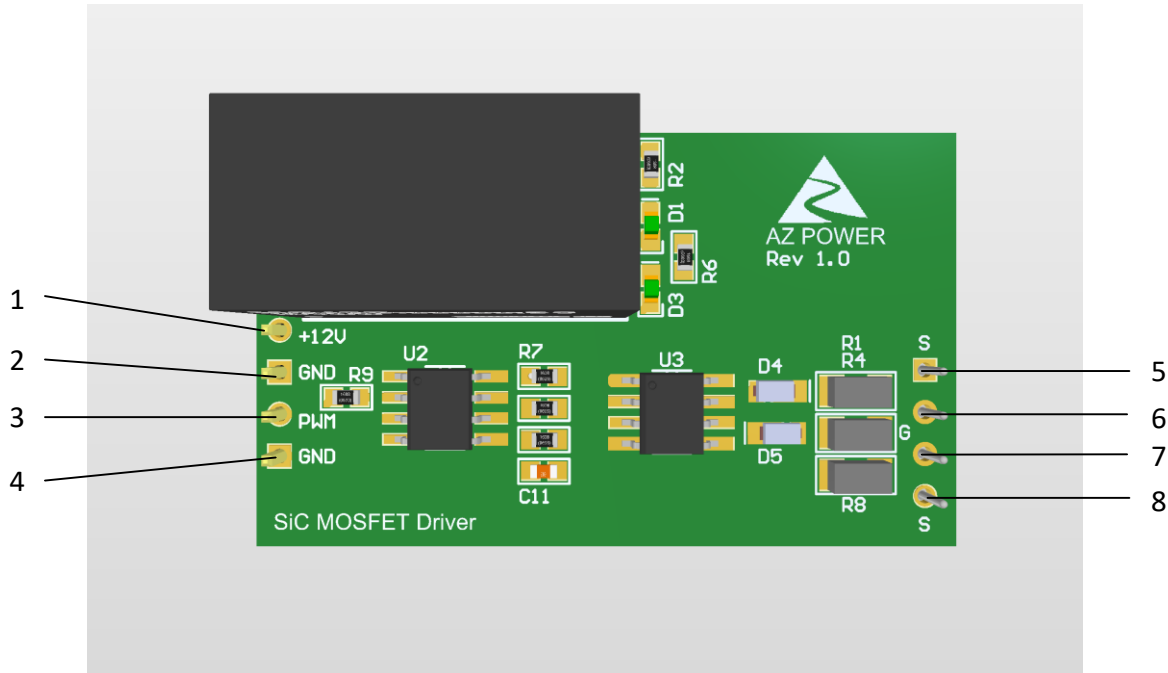 R2
D1
AZ POWER
Rev 1.0
R6
D3
1
+12V
2
GND
R9
U2
R7
U3
D4
R1
R4
S
5
3
PWM
6
G
7
4
GND
D5
C11
R8
8
S
SiC MOSFET Driver